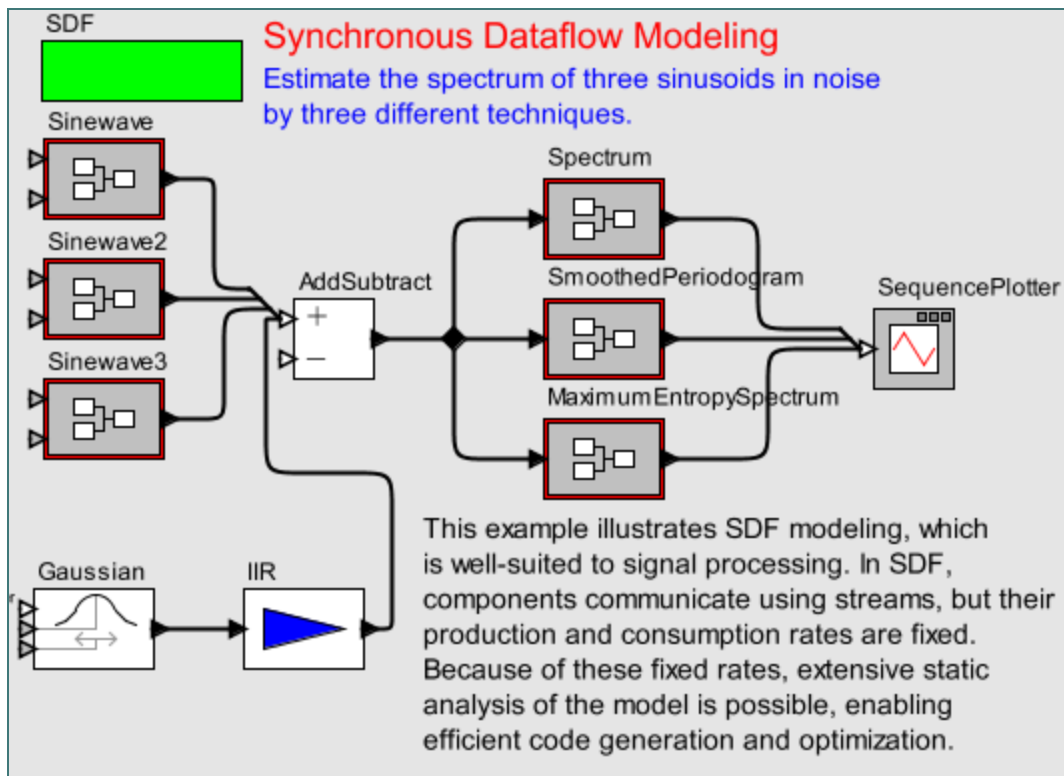 SDF
Synchronous Dataflow Modeling
Estimate the spectrum of three sinusoids in noise
by three different techniques.
Sinewave
Spectrum
Sinewave2
AddSubtract
SmoothedPeriodogram
SequencePlotter
+
−
Sinewave3
MaximumEntropySpectrum
This example illustrates SDF modeling, which
is well-suited to signal processing. In SDF,
components communicate using streams, but their
production and consumption rates are fixed.
Because of these fixed rates, extensive static
analysis of the model is possible, enabling
efficient code generation and optimization.
Gaussian
IIR
r